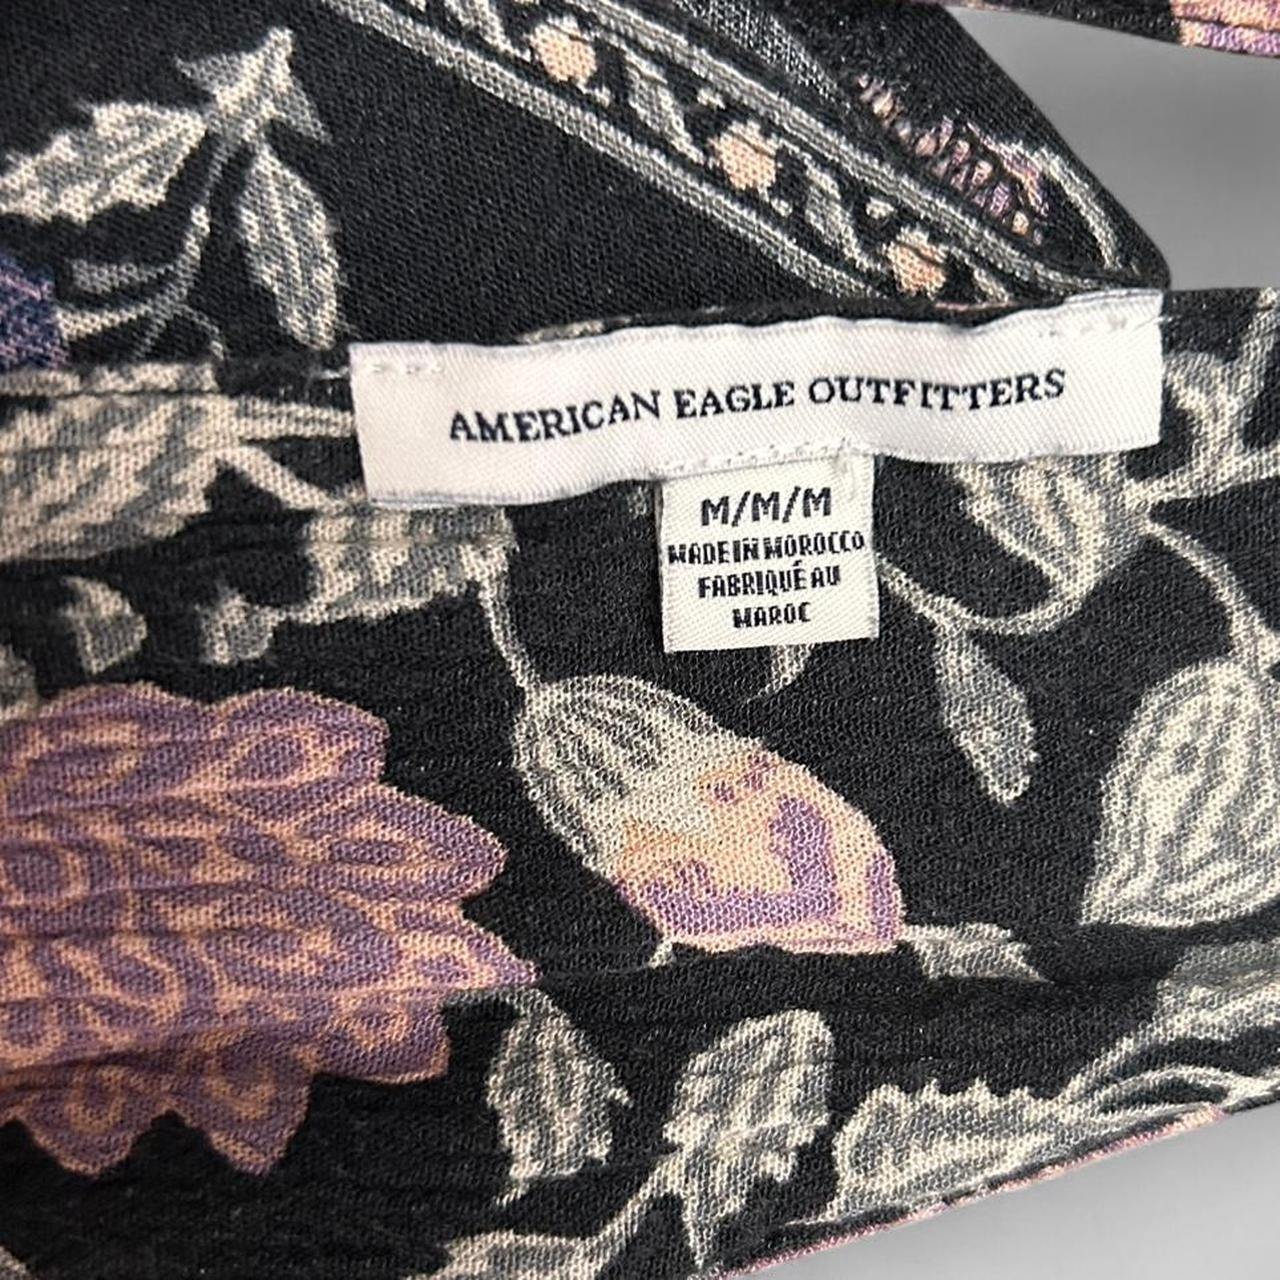 AMERICAN EAGLE OUTFITTERS
M/M/M
MADE IN MOROCCO
FABRIQUÉ AU
MAROC